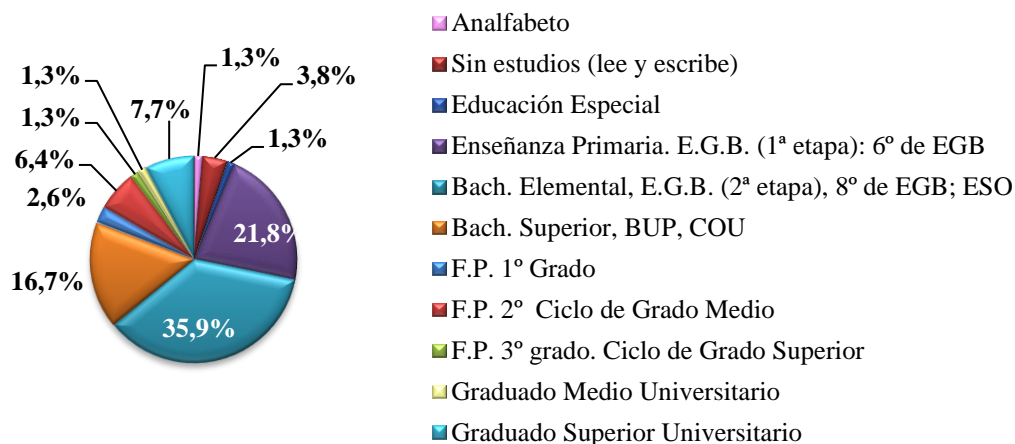 1,3%
3,8%
1,3%
21,8%
35,9%
16,7%
2,6%
6,4%
1,3%
1,3%
7,7%
Analfabeto
Sin estudios (lee y escribe)
Educación Especial
Enseñanza Primaria. E.G.B. (1ª etapa): 6º de EGB
Bach. Elemental, E.G.B. (2ª etapa), 8º de EGB; ESO
Bach. Superior, BUP, COU
F.P. 1º Grado
F.P. 2º  Ciclo de Grado Medio
F.P. 3º grado. Ciclo de Grado Superior
Graduado Medio Universitario
Graduado Superior Universitario